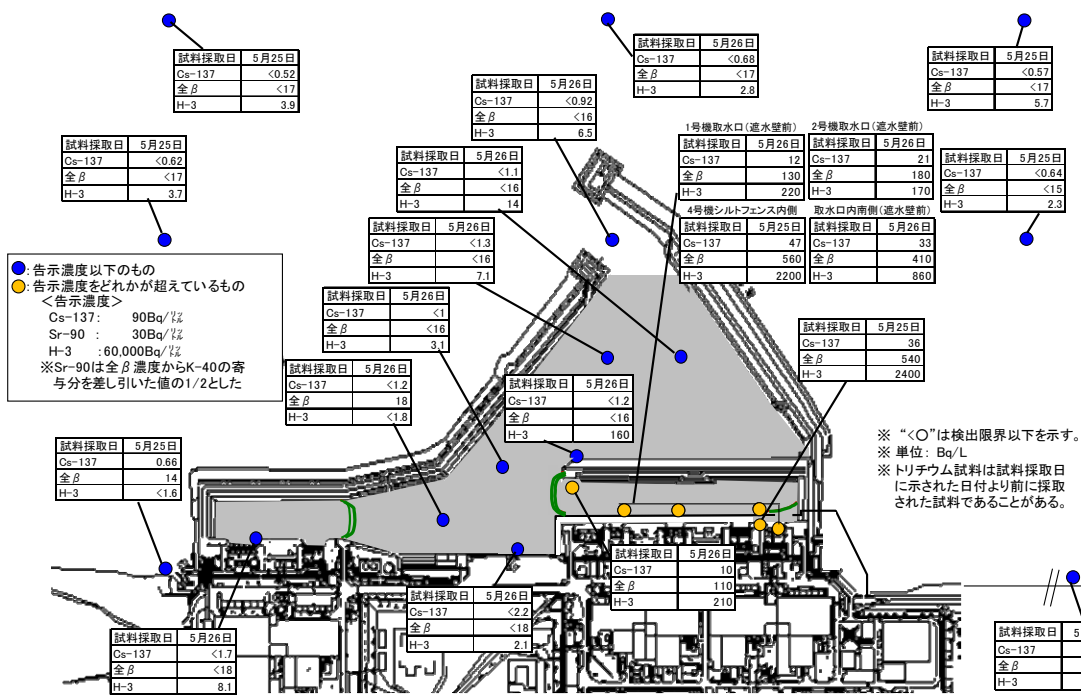 試料採取日 5月25日
Cs-137 <0.52
全β <17
H-3 3.9
試料採取日 5月26日
Cs-137 <0.68
全β <17
H-3 2.8
試料採取日 5月25日
Cs-137 <0.57
全β <17
H-3 5.7
試料採取日 5月26日
Cs-137 <0.92
全β <16
H-3 6.5
試料採取日 5月25日
Cs-137 <0.62
全β <17
H-3 3.7
試料採取日 5月26日
Cs-137 <1.1
全β <16
H-3 14
1号機取水口(遮水壁前)
試料採取日 5月26日
Cs-137 12
全β 130
H-3 220
2号機取水口(遮水壁前)
試料採取日 5月26日
Cs-137 21
全β 180
H-3 170
試料採取日 5月25日
Cs-137 <0.64
全β <15
H-3 2.3
4号機シルトフェンス内側
試料採取日 5月25日
Cs-137 47
全β 560
H-3 2200
取水口内南側(遮水壁前)
試料採取日 5月26日
Cs-137 33
全β 410
H-3 860
試料採取日 5月26日
Cs-137 <1.3
全β <16
H-3 7.1
:告示濃度以下のもの
:告示濃度をどれかが超えているもの
<告示濃度>
Cs-137: 90Bq/㍑
Sr-90 : 30Bq/㍑
H-3 :60,000Bq/㍑
※Sr-90は全β濃度からK-40の寄
与分を差し引いた値の1/2とした
試料採取日 5月26日
Cs-137 <1
全β <16
H-3 3.1
試料採取日 5月25日
Cs-137 36
全β 540
H-3 2400
試料採取日 5月26日
Cs-137 <1.2
全β 18
H-3 <1.8
試料採取日 5月26日
Cs-137 <1.2
全β <16
H-3 160
※ “<○”は検出限界以下を示す。
※ 単位: Bq/L
※ トリチウム試料は試料採取日
に示された日付より前に採取
された試料であることがある。
試料採取日 5月25日
Cs-137 0.66
全β 14
H-3 <1.6
試料採取日 5月26日
Cs-137 10
全β 110
H-3 210
試料採取日 5月26日
Cs-137 <2.2
全β <18
H-3 2.1
試料採取日 5月26日
Cs-137 <1.7
全β <18
H-3 8.1
試料採取日 5
Cs-137
全β
H-3